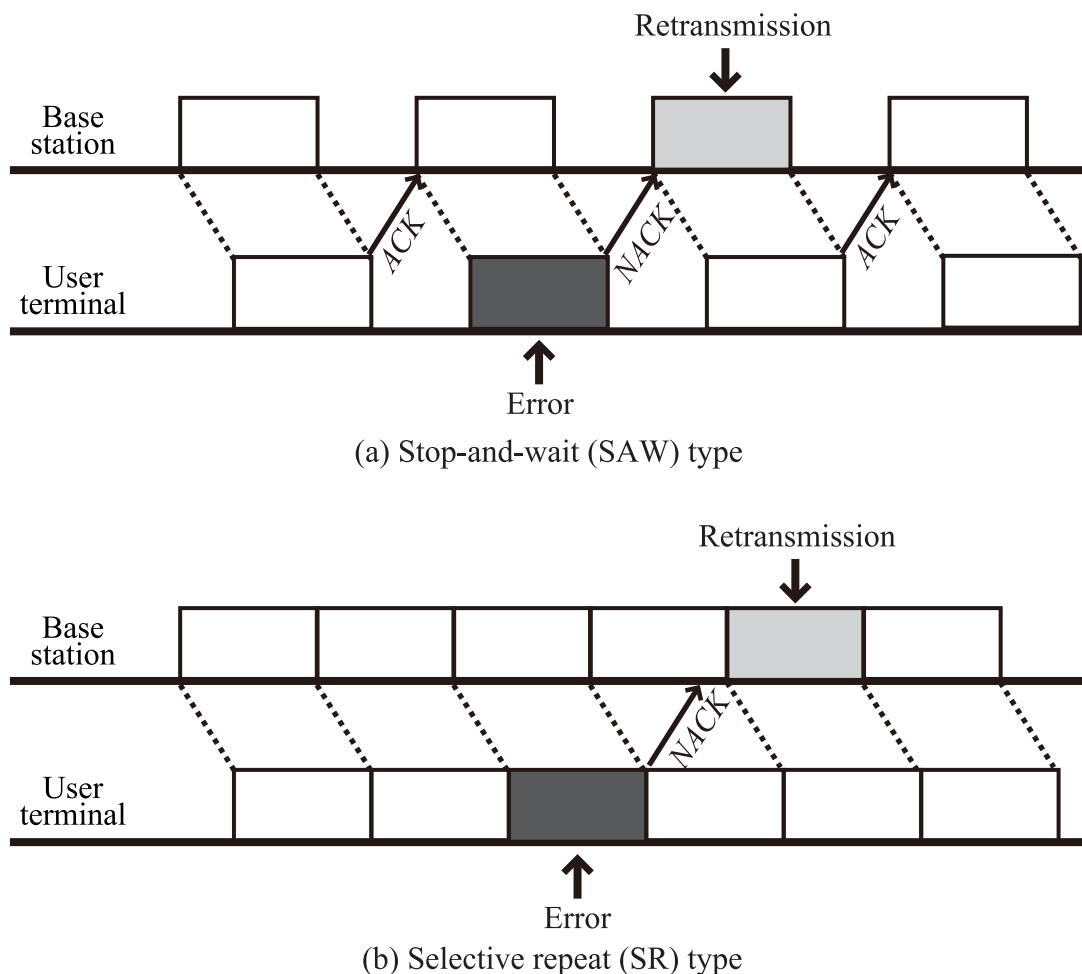 Retransmission
Base
station
ACK
NACK
ACK
User
terminal
Error
(a) Stop-and-wait (SAW) type
Retransmission
Base
station
NACK
User
terminal
Error
(b) Selective repeat (SR) type